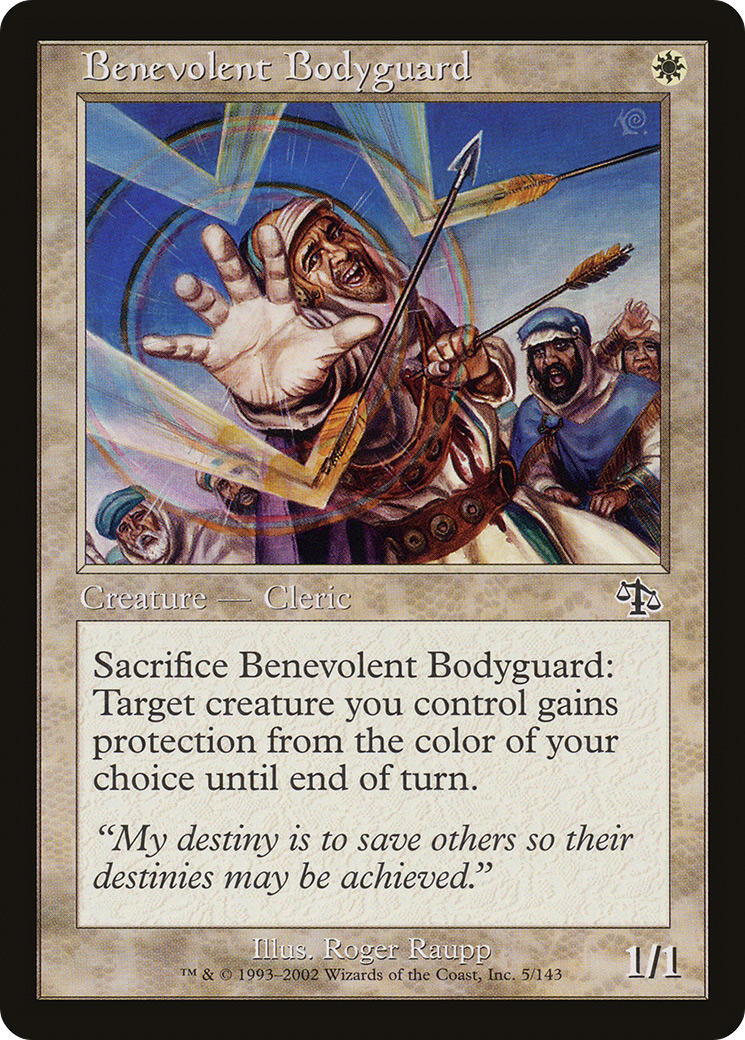 Benevolent Bodyguard
Creature — Cleric
Sacrifice Benevolent Bodyguard:
Target creature you control gains
protection from the color of your
choice until end of turn.
“My destiny is to save others so their
destinies may be achieved.”
Illus. Roger Raupp
™ & © 1993–2002 Wizards of the Coast, Inc. 5/143
1/1